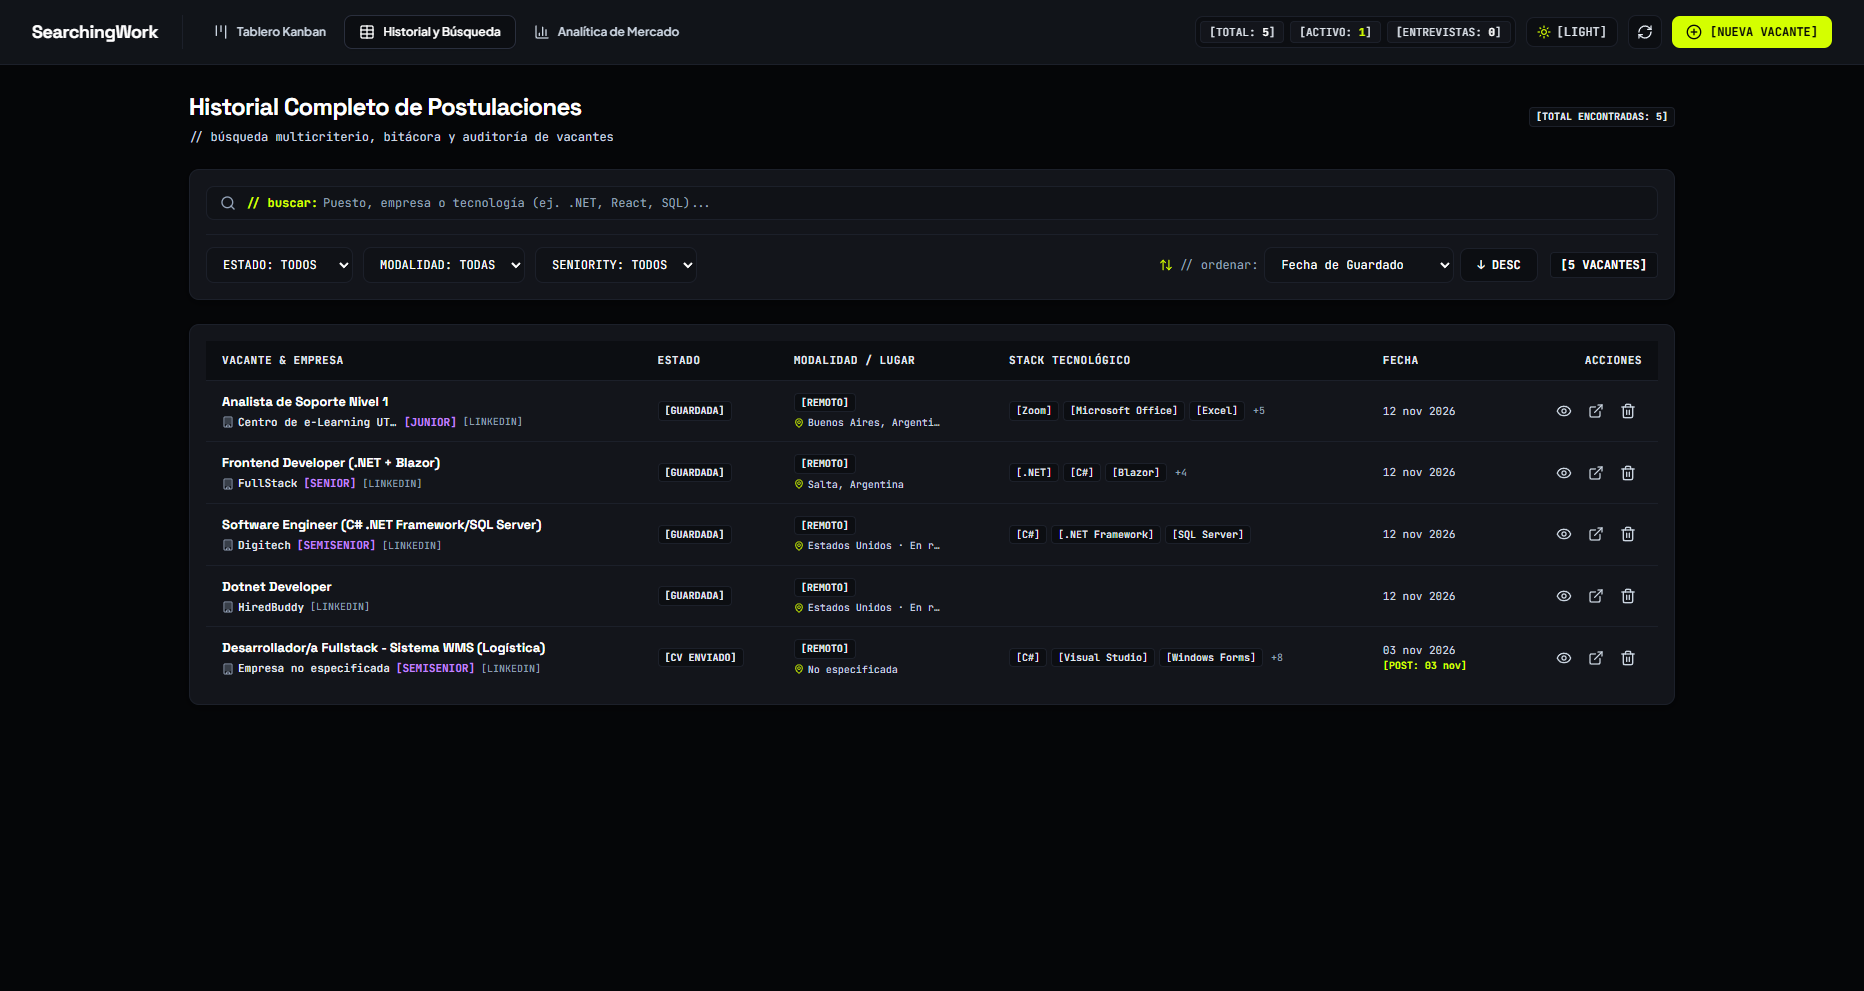 SearchingWork
Tablero Kanban
Historial y Búsqueda
Analítica de Mercado
[TOTAL: 5] [ACTIVO: 1] [ENTREVISTAS: 0]
[LIGHT]
[NUEVA VACANTE]
Historial Completo de Postulaciones
// búsqueda multicriterio, bitácora y auditoría de vacantes
[TOTAL ENCONTRADAS: 5]
// buscar: Puesto, empresa o tecnología (ej. .NET, React, SQL)...
ESTADO: TODOS
MODALIDAD: TODAS
SENIORITY: TODOS
// ordenar:
Fecha de Guardado
↓ DESC
[5 VACANTES]
VACANTE & EMPRESA ESTADO MODALIDAD / LUGAR STACK TECNOLÓGICO FECHA ACCIONES
Analista de Soporte Nivel 1
Centro de e-Learning UT… [JUNIOR] [LINKEDIN]
[GUARDADA]
[REMOTO]
Buenos Aires, Argenti…
[Zoom] [Microsoft Office] [Excel] +5
12 nov 2026
Frontend Developer (.NET + Blazor)
FullStack [SENIOR] [LINKEDIN]
[GUARDADA]
[REMOTO]
Salta, Argentina
[.NET] [C#] [Blazor] +4
12 nov 2026
Software Engineer (C# .NET Framework/SQL Server)
Digitech [SEMISENIOR] [LINKEDIN]
[GUARDADA]
[REMOTO]
Estados Unidos · En r…
[C#] [.NET Framework] [SQL Server]
12 nov 2026
Dotnet Developer
HiredBuddy [LINKEDIN]
[GUARDADA]
[REMOTO]
Estados Unidos · En r…
12 nov 2026
Desarrollador/a Fullstack - Sistema WMS (Logística)
Empresa no especificada [SEMISENIOR] [LINKEDIN]
[CV ENVIADO]
[REMOTO]
No especificada
[C#] [Visual Studio] [Windows Forms] +8
03 nov 2026
[POST: 03 nov]